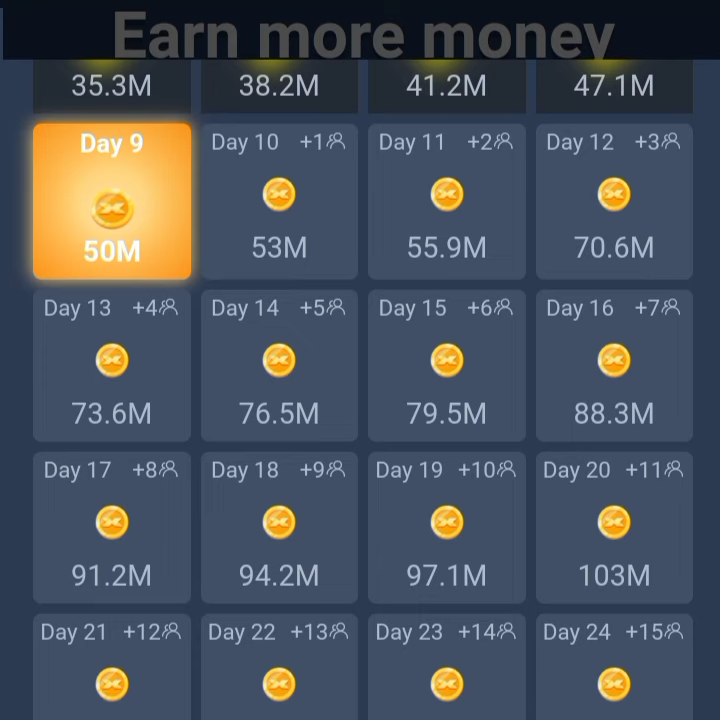 Earn more money
35.3M 38.2M 41.2M 47.1M
Day 9 Day 10 +1 Day 11 +2 Day 12 +3
50M 53M 55.9M 70.6M
Day 13 +4 Day 14 +5 Day 15 +6 Day 16 +7
73.6M 76.5M 79.5M 88.3M
Day 17 +8 Day 18 +9 Day 19 +10 Day 20 +11
91.2M 94.2M 97.1M 103M
Day 21 +12 Day 22 +13 Day 23 +14 Day 24 +15